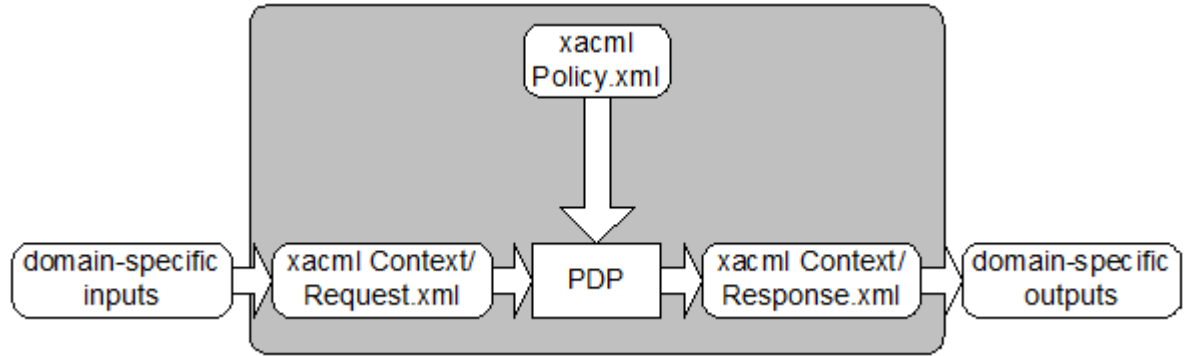 xacml
Policy.xml
domain-specific
inputs
xacml Context/
Request.xml
PDP
xacml Context/
Response.xml
domain-specific
outputs